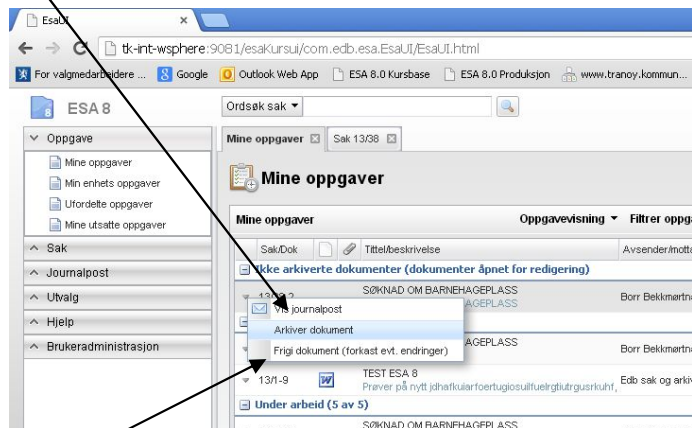 EsaUI
tk-int-wsphere:9081/esaKursui/com.edb.esa.EsaUI/EsaUI.html
For valgmedarbeidere ... Google Outlook Web App ESA 8.0 Kursbase ESA 8.0 Produksjon www.tranoy.kommun...
ESA 8
Ordsøk sak
Oppgave
Mine oppgaver
Min enhets oppgaver
Ufordelte oppgaver
Mine utsatte oppgaver
Sak
Journalpost
Utvalg
Hjelp
Brukeradministrasjon
Mine oppgaver Sak 13/38
Mine oppgaver
Mine oppgaver Oppgavevisning Filtrer oppga
Sak/Dok Tittel/beskrivelse Avsender/motta
Ikke arkiverte dokumenter (dokumenter åpnet for redigering)
SØKNAD OM BARNEHAGEPLASS
AGEPLASS
Borr Bekkmørtna
Vis journalpost
Arkiver dokument
Frigi dokument (forkast evt. endringer)
AGEPLASS
Borr Bekkmørtna
13/1-9 TEST ESA 8
Prøver på nytt Edb sak og arkiv
Under arbeid (5 av 5)
SØKNAD OM BARNEHAGEPLASS